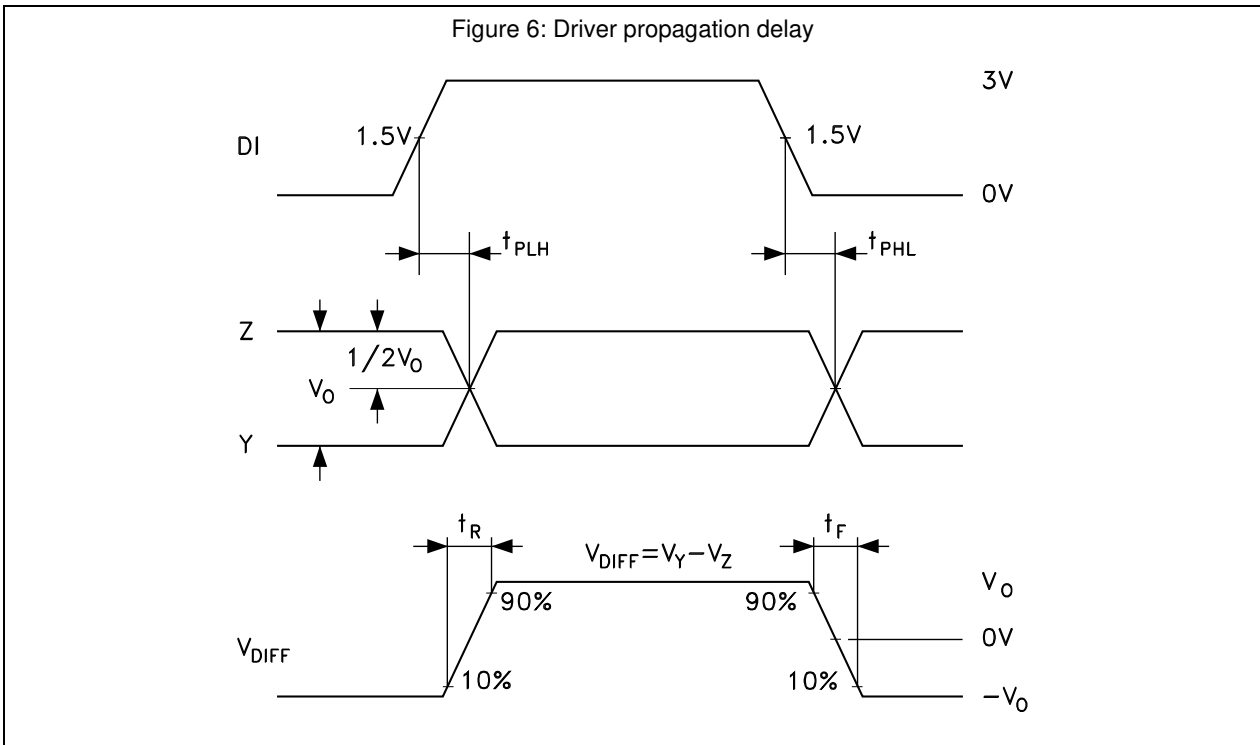 Figure 6: Driver propagation delay
3V
DI
1.5V
1.5V
0V
tPLH
tPHL
Z
1/2VO
VO
Y
tR
VDIFF=VY-VZ
tF
90%
90%
VO
0V
VDIFF
10%
10%
-VO